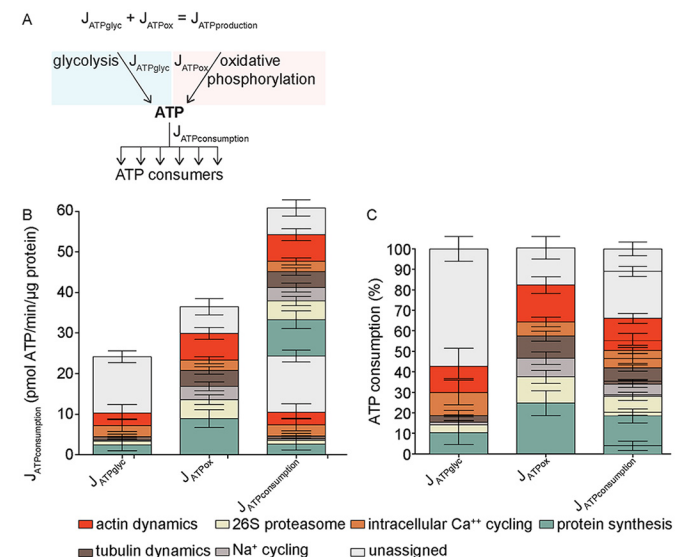 A
JATPglyc + JATPox = JATPproduction
glycolysis JATPglyc JATPox oxidative
phosphorylation
ATP
JATPconsumption
ATP consumers
B
JATPconsumption (pmol ATP/min/µg protein)
60
50
40
30
20
10
0
JATPglyc
JATPox
JATPconsumption
C
ATP consumption (%)
100
90
80
70
60
50
40
30
20
10
0
JATPglyc
JATPox
JATPconsumption
actin dynamics 26S proteasome intracellular Ca++ cycling protein synthesis
tubulin dynamics Na+ cycling unassigned